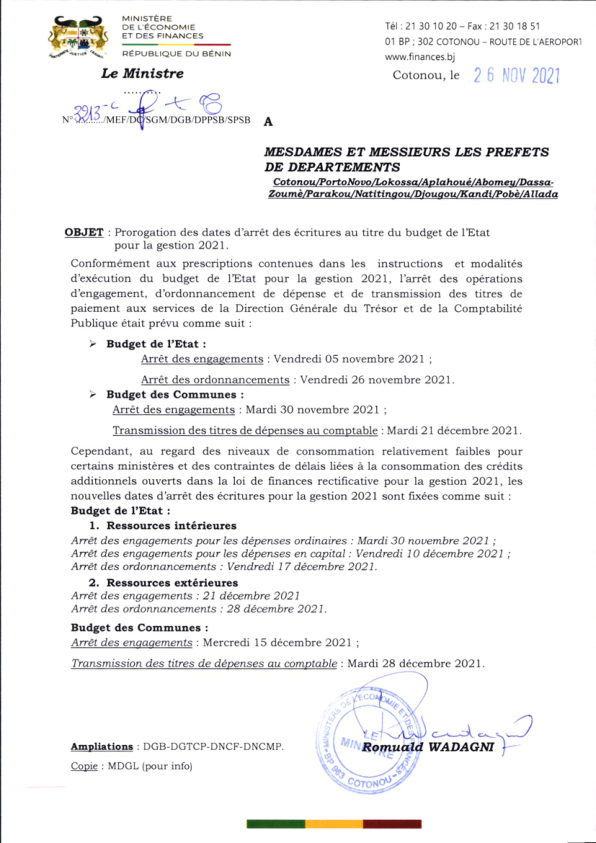 MINISTÈRE
DE L'ÉCONOMIE
ET DES FINANCES
RÉPUBLIQUE DU BÉNIN
Tél : 21 30 10 20 – Fax : 21 30 18 51
01 BP ; 302 COTONOU – ROUTE DE L'AEROPORT
www.finances.bj
Le Ministre
Cotonou, le 26 NOV 2021
N° 3913-c /MEF/DC/SGM/DGB/DPPSB/SPSB A
MESDAMES ET MESSIEURS LES PREFETS
DE DEPARTEMENTS
Cotonou/PortoNovo/Lokossa/Aplahoué/Abomey/Dassa-
Zoumè/Parakou/Natitingou/Djougou/Kandi/Pobè/Allada
OBJET : Prorogation des dates d'arrêt des écritures au titre du budget de l'Etat
pour la gestion 2021.
Conformément aux prescriptions contenues dans les instructions et modalités
d'exécution du budget de l'Etat pour la gestion 2021, l'arrêt des opérations
d'engagement, d'ordonnancement de dépense et de transmission des titres de
paiement aux services de la Direction Générale du Trésor et de la Comptabilité
Publique était prévu comme suit :
➢ Budget de l'Etat :
Arrêt des engagements : Vendredi 05 novembre 2021 ;
Arrêt des ordonnancements : Vendredi 26 novembre 2021.
➢ Budget des Communes :
Arrêt des engagements : Mardi 30 novembre 2021 ;
Transmission des titres de dépenses au comptable : Mardi 21 décembre 2021.
Cependant, au regard des niveaux de consommation relativement faibles pour
certains ministères et des contraintes de délais liées à la consommation des crédits
additionnels ouverts dans la loi de finances rectificative pour la gestion 2021, les
nouvelles dates d'arrêt des écritures pour la gestion 2021 sont fixées comme suit :
Budget de l'Etat :
1. Ressources intérieures
Arrêt des engagements pour les dépenses ordinaires : Mardi 30 novembre 2021 ;
Arrêt des engagements pour les dépenses en capital : Vendredi 10 décembre 2021 ;
Arrêt des ordonnancements : Vendredi 17 décembre 2021.
2. Ressources extérieures
Arrêt des engagements : 21 décembre 2021
Arrêt des ordonnancements : 28 décembre 2021.
Budget des Communes :
Arrêt des engagements : Mercredi 15 décembre 2021 ;
Transmission des titres de dépenses au comptable : Mardi 28 décembre 2021.
MINISTERE DE L'ECONOMIE ET DES
LE
MINISTRE
BP 963 COTONOU
Romuald WADAGNI
Ampliations : DGB-DGTCP-DNCF-DNCMP.
Copie : MDGL (pour info)